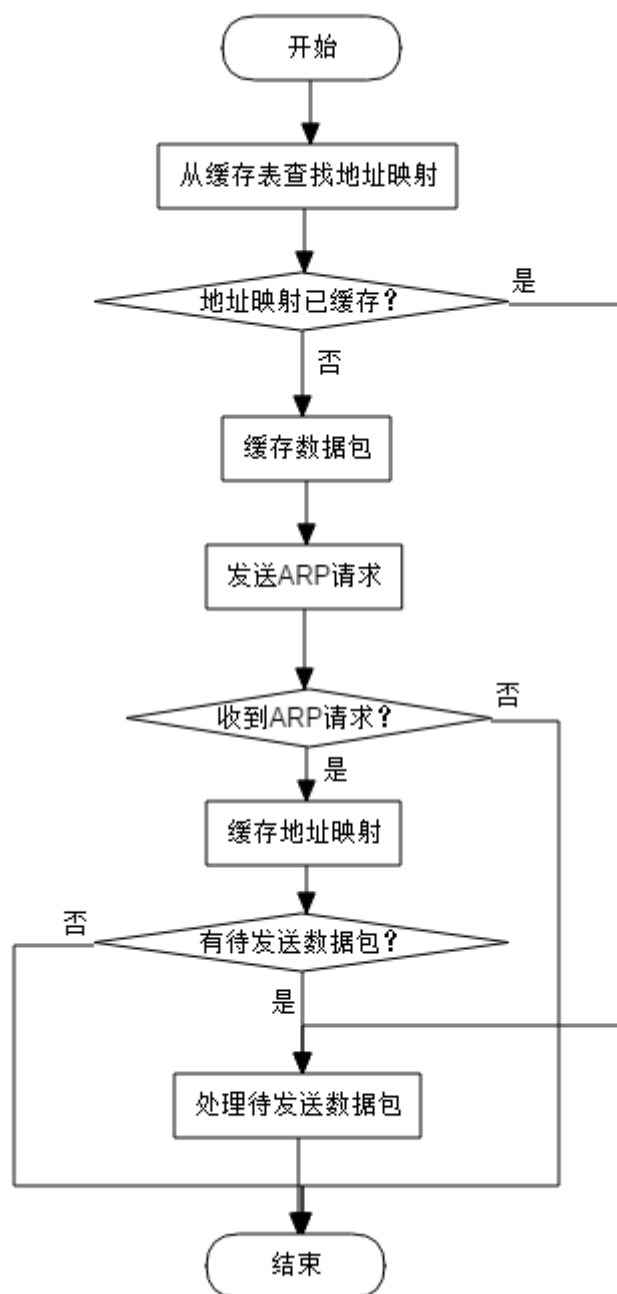 开始
从缓存表查找地址映射
地址映射已缓存？
是
否
缓存数据包
发送ARP请求
收到ARP请求？
否
是
缓存地址映射
有待发送数据包？
否
是
处理待发送数据包
结束